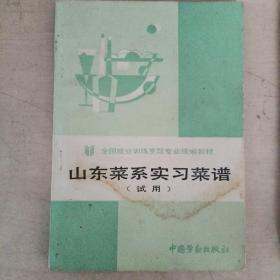 全国就业训练烹饪专业统编教材
山东菜系实习菜谱
(试用)
中国劳动出版社